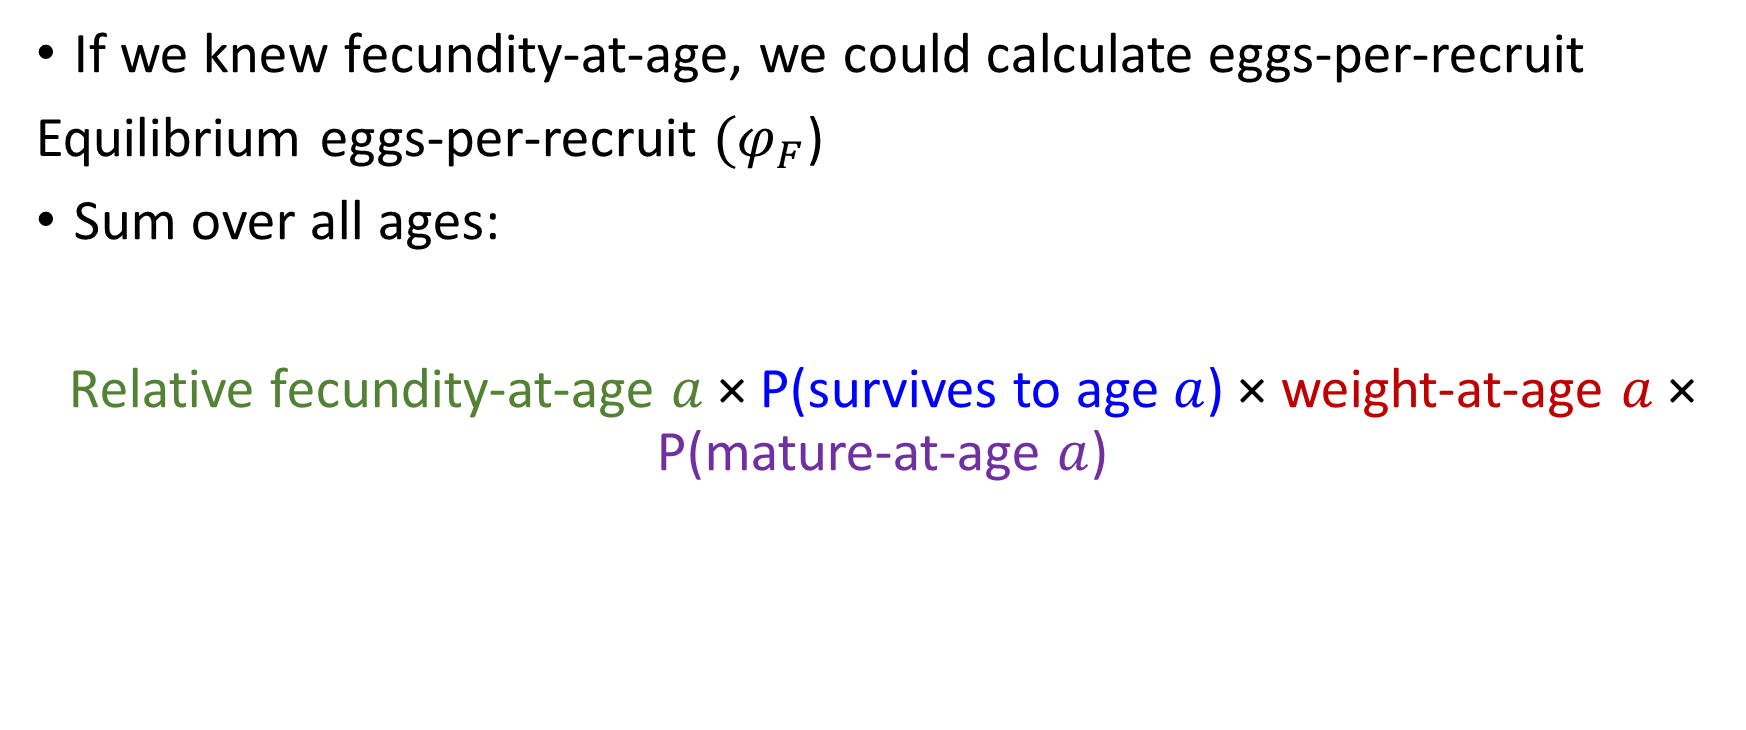 • If we knew fecundity-at-age, we could calculate eggs-per-recruit
Equilibrium eggs-per-recruit (φ_F)
• Sum over all ages:
Relative fecundity-at-age a × P(survives to age a) × weight-at-age a ×
P(mature-at-age a)